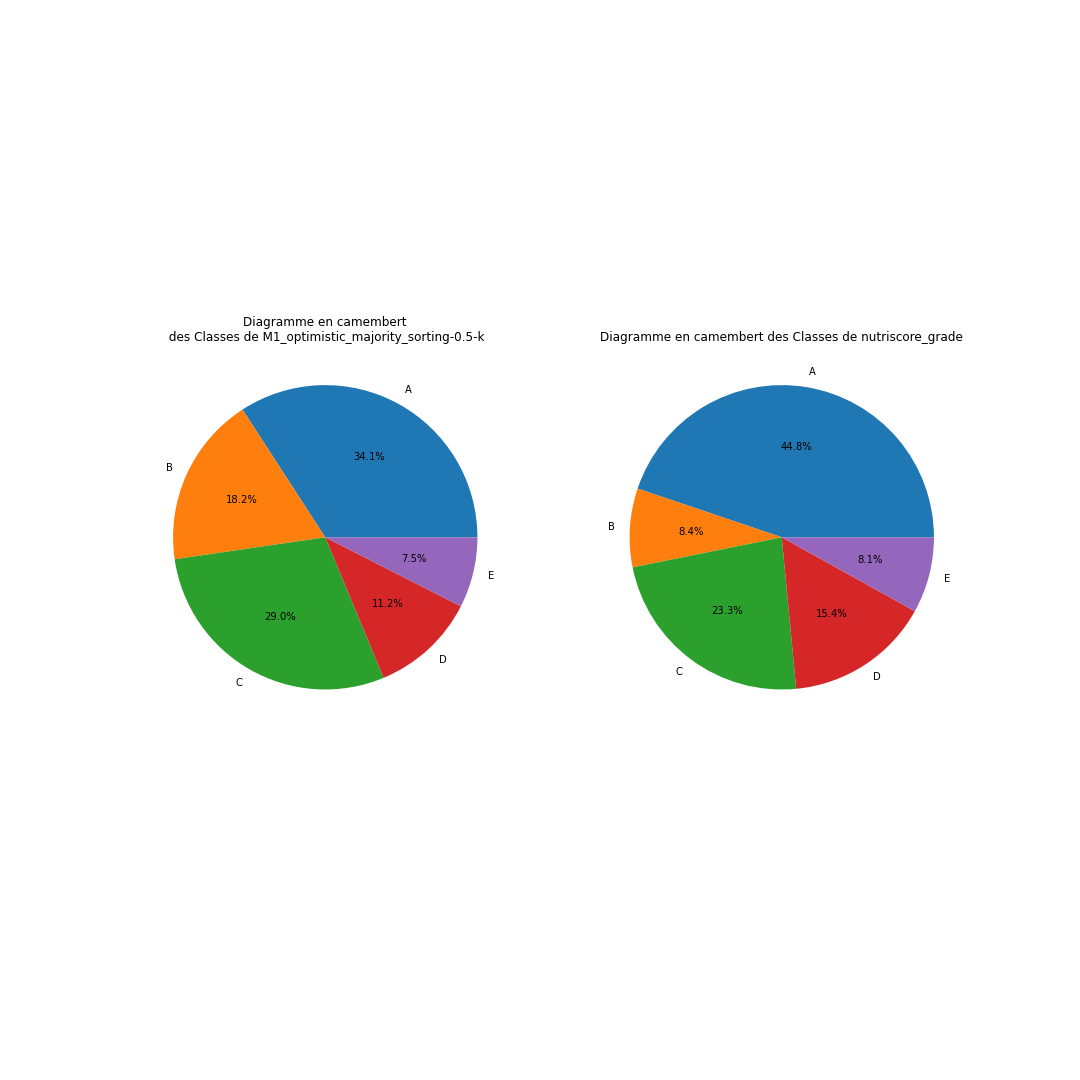 Diagramme en camembert
des Classes de M1_optimistic_majority_sorting-0.5-k
A
34.1%
B
18.2%
C
29.0%
D
11.2%
E
7.5%
Diagramme en camembert des Classes de nutriscore_grade
A
44.8%
B
8.4%
C
23.3%
D
15.4%
E
8.1%